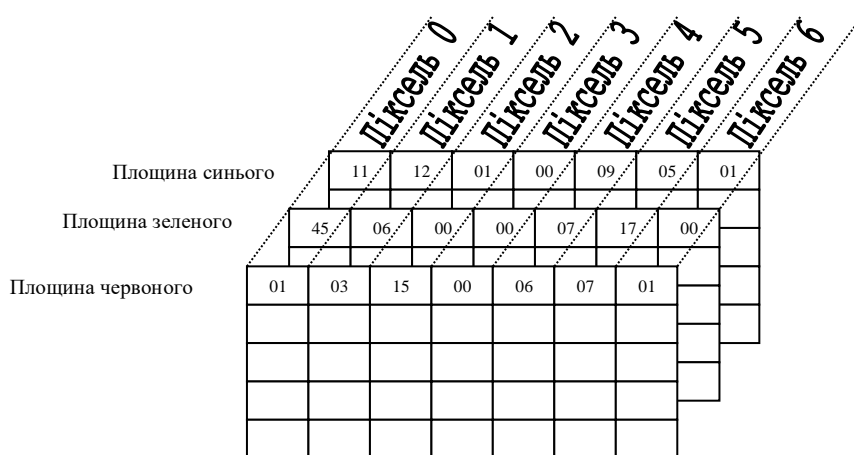 Піксель 0
Піксель 1
Піксель 2
Піксель 3
Піксель 4
Піксель 5
Піксель 6
Площина синього 11 12 01 00 09 05 01
Площина зеленого 45 06 00 00 07 17 00
Площина червоного 01 03 15 00 06 07 01